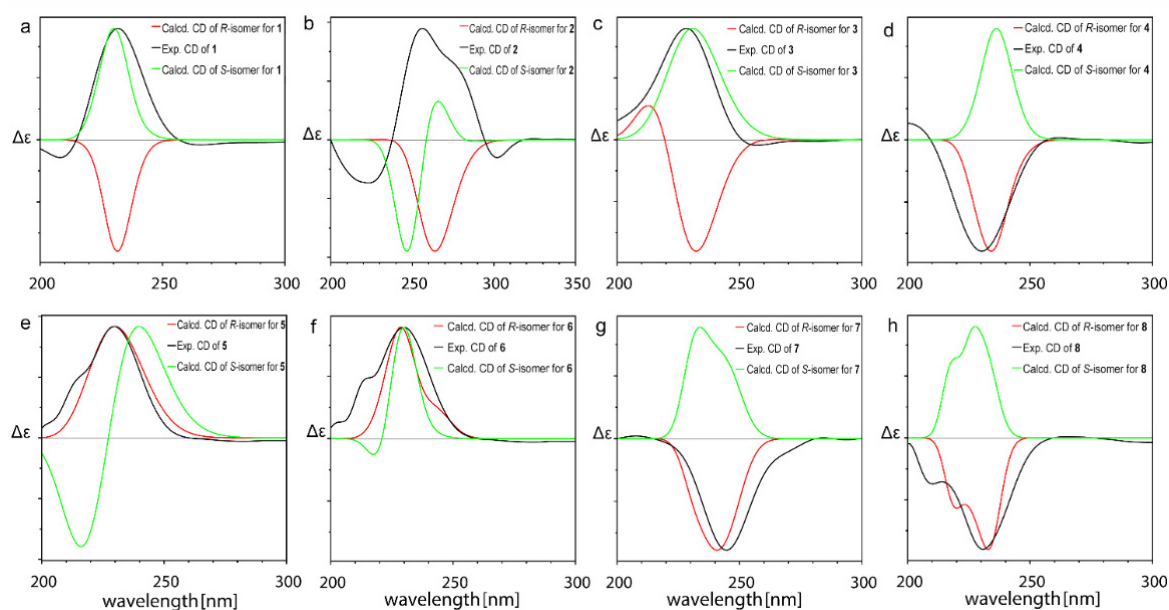 a
Calcd. CD of R-isomer for 1
Exp. CD of 1
Calcd. CD of S-isomer for 1
Δε
200 250 300
b
Calcd. CD of R-isomer for 2
Exp. CD of 2
Calcd. CD of S-isomer for 2
Δε
200 250 300
c
Calcd. CD of R-isomer for 3
Exp. CD of 3
Calcd. CD of S-isomer for 3
Δε
200 250 300
d
Calcd. CD of R-isomer for 4
Exp. CD of 4
Calcd. CD of S-isomer for 4
Δε
200 250 300
e
Calcd. CD of R-isomer for 5
Exp. CD of 5
Calcd. CD of S-isomer for 5
Δε
200 250 300
wavelength[nm]
f
Calcd. CD of R-isomer for 6
Exp. CD of 6
Calcd. CD of S-isomer for 6
Δε
200 250 300
wavelength[nm]
g
Calcd. CD of R-isomer for 7
Exp. CD of 7
Calcd. CD of S-isomer for 7
Δε
200 250 300
wavelength[nm]
h
Calcd. CD of R-isomer for 8
Exp. CD of 8
Calcd. CD of S-isomer for 8
Δε
200 250 300
wavelength[nm]